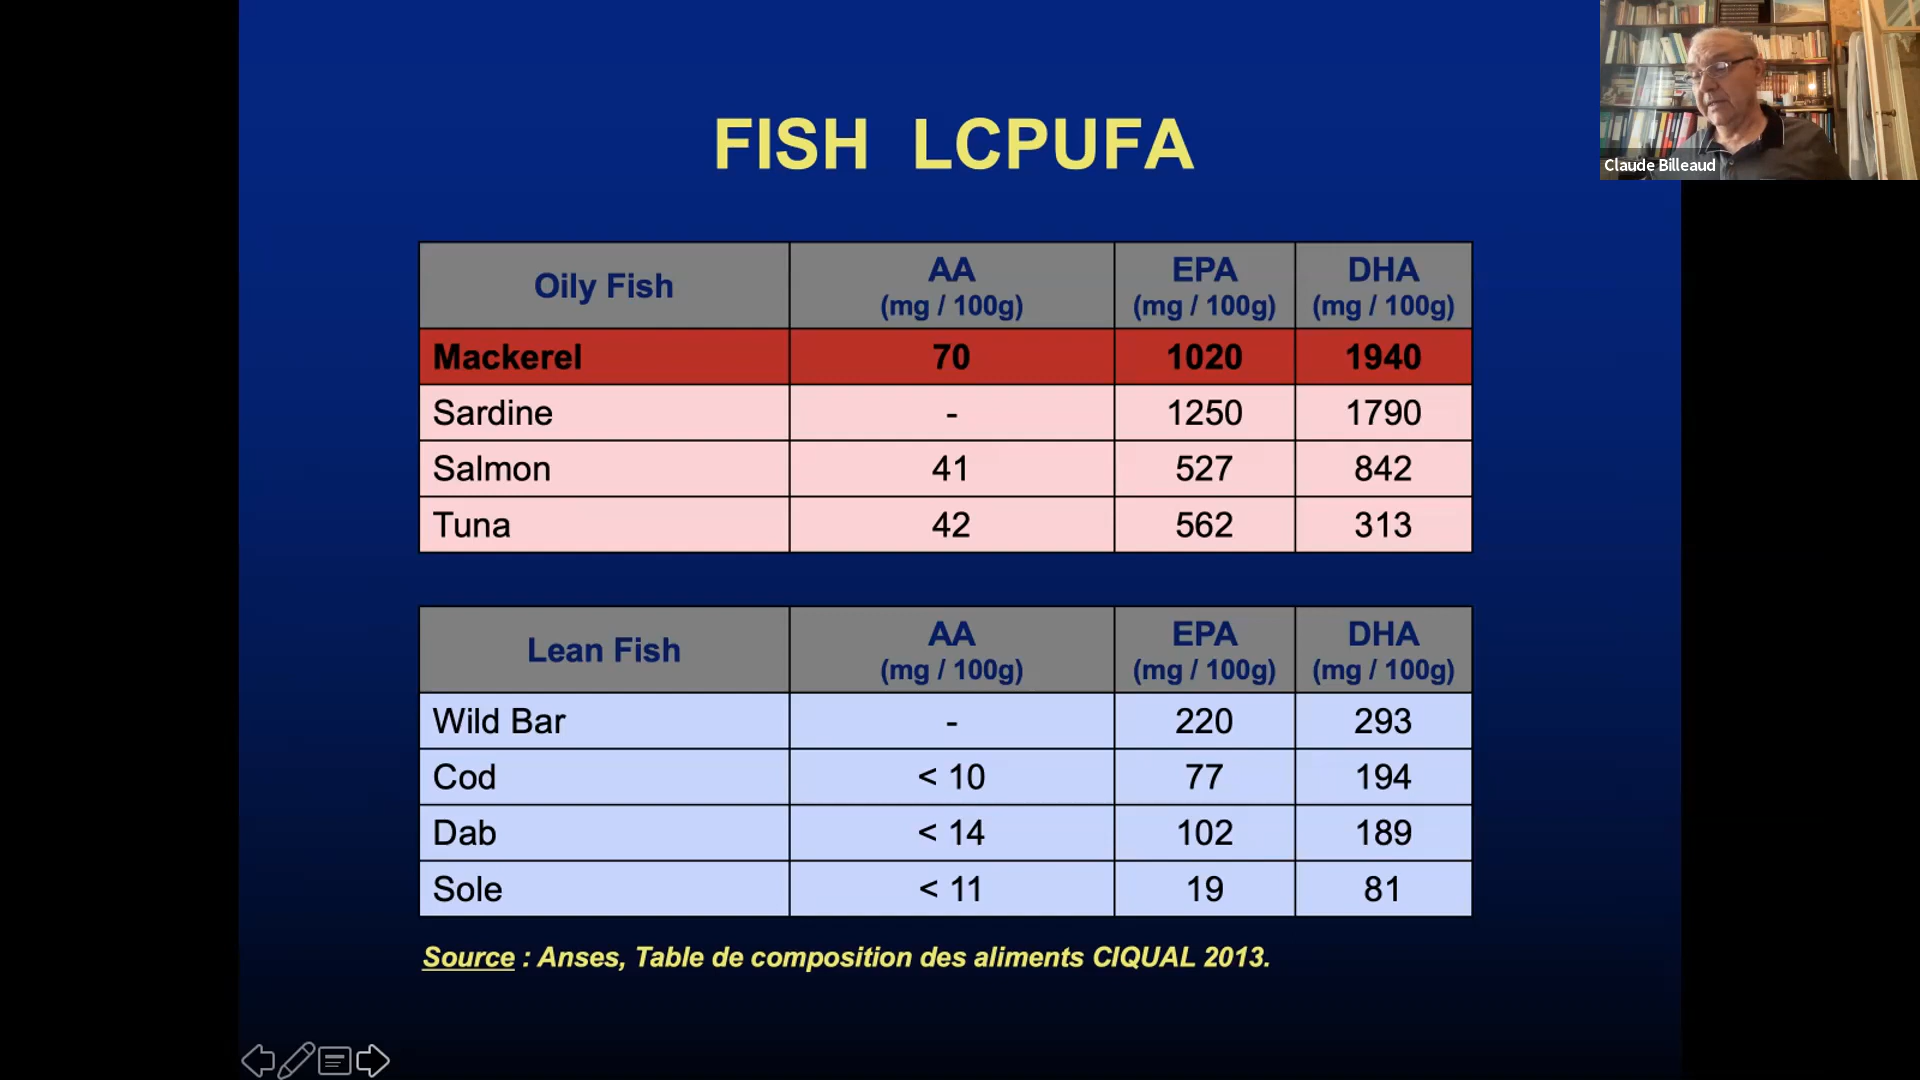 FISH LCPUFA
Claude Billeaud
Oily Fish AA (mg / 100g) EPA (mg / 100g) DHA (mg / 100g)
Mackerel 70 1020 1940
Sardine - 1250 1790
Salmon 41 527 842
Tuna 42 562 313
Lean Fish AA (mg / 100g) EPA (mg / 100g) DHA (mg / 100g)
Wild Bar - 220 293
Cod < 10 77 194
Dab < 14 102 189
Sole < 11 19 81
Source : Anses, Table de composition des aliments CIQUAL 2013.